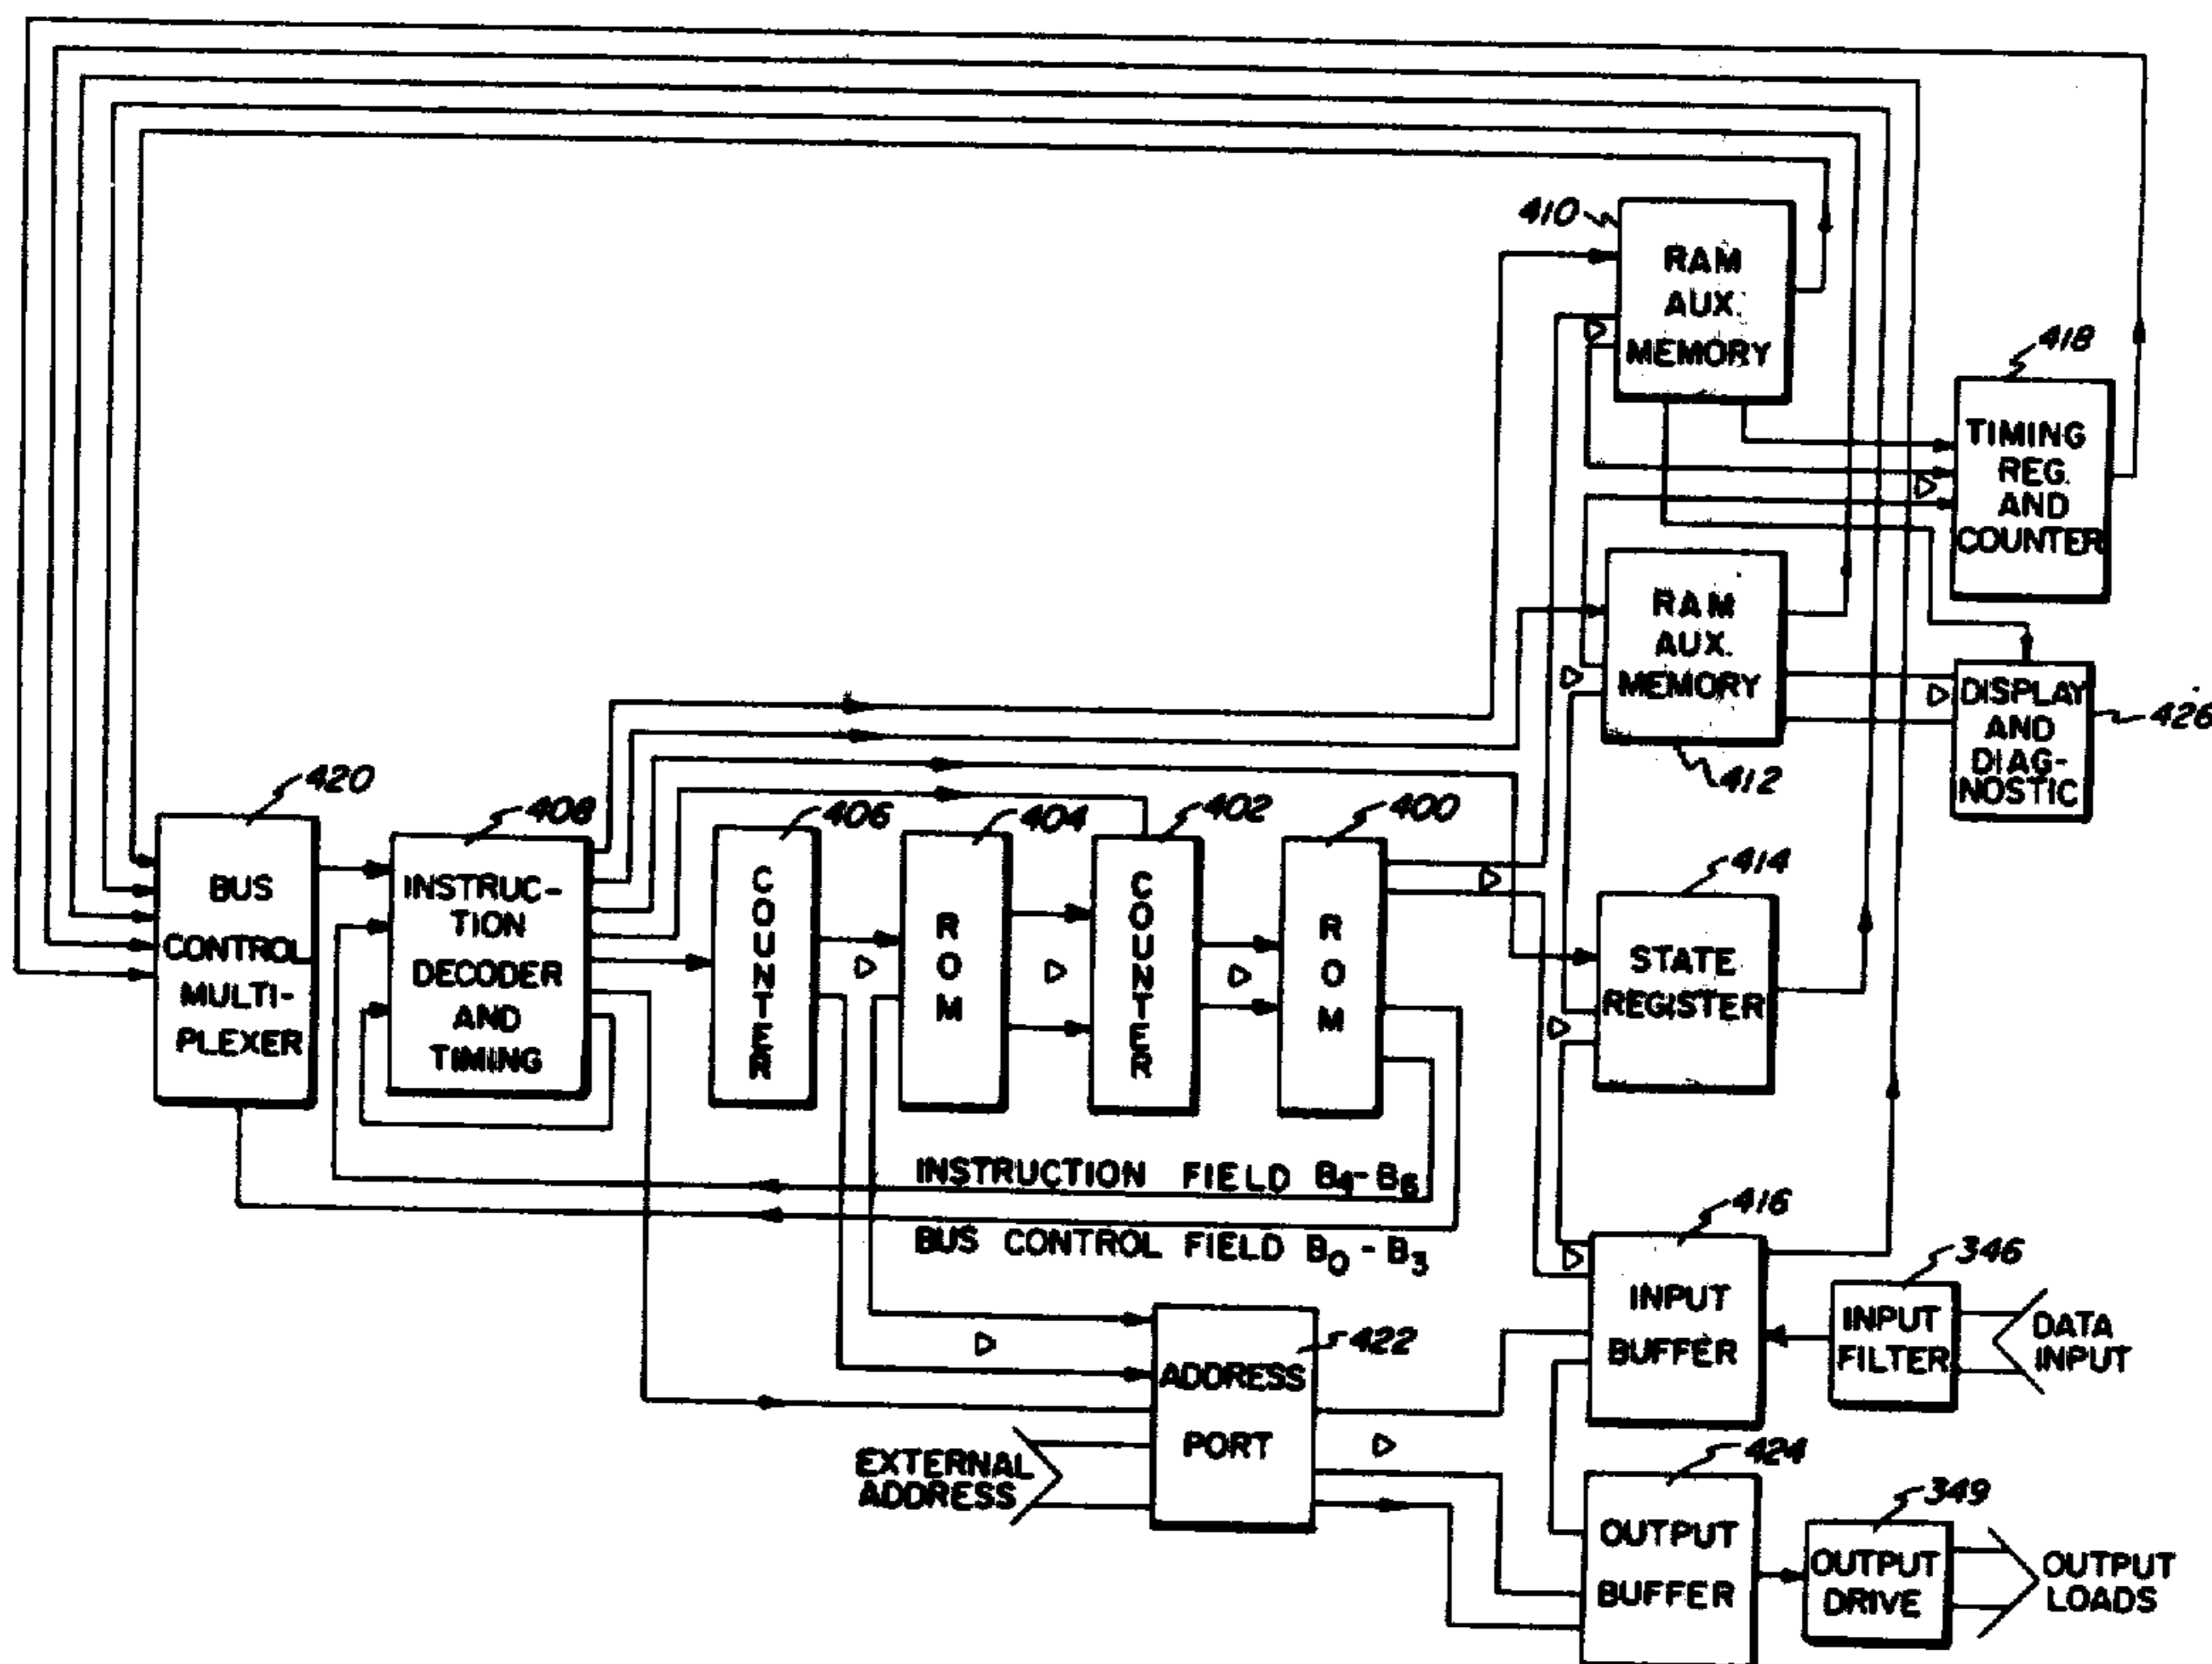 410
RAM
AUX.
MEMORY
418
TIMING
REG.
AND
COUNTER
RAM
AUX.
MEMORY
412
DISPLAY
AND
DIAG-
NOSTIC
426
420
BUS
CONTROL
MULTI-
PLEXER
408
INSTRUC-
TION
DECODER
AND
TIMING
406
COUNTER
404
ROM
402
COUNTER
400
ROM
414
STATE
REGISTER
INSTRUCTION FIELD B4-B6
BUS CONTROL FIELD B0-B3
416
INPUT
BUFFER
346
INPUT
FILTER
DATA
INPUT
422
ADDRESS
PORT
EXTERNAL
ADDRESS
424
OUTPUT
BUFFER
349
OUTPUT
DRIVE
OUTPUT
LOADS